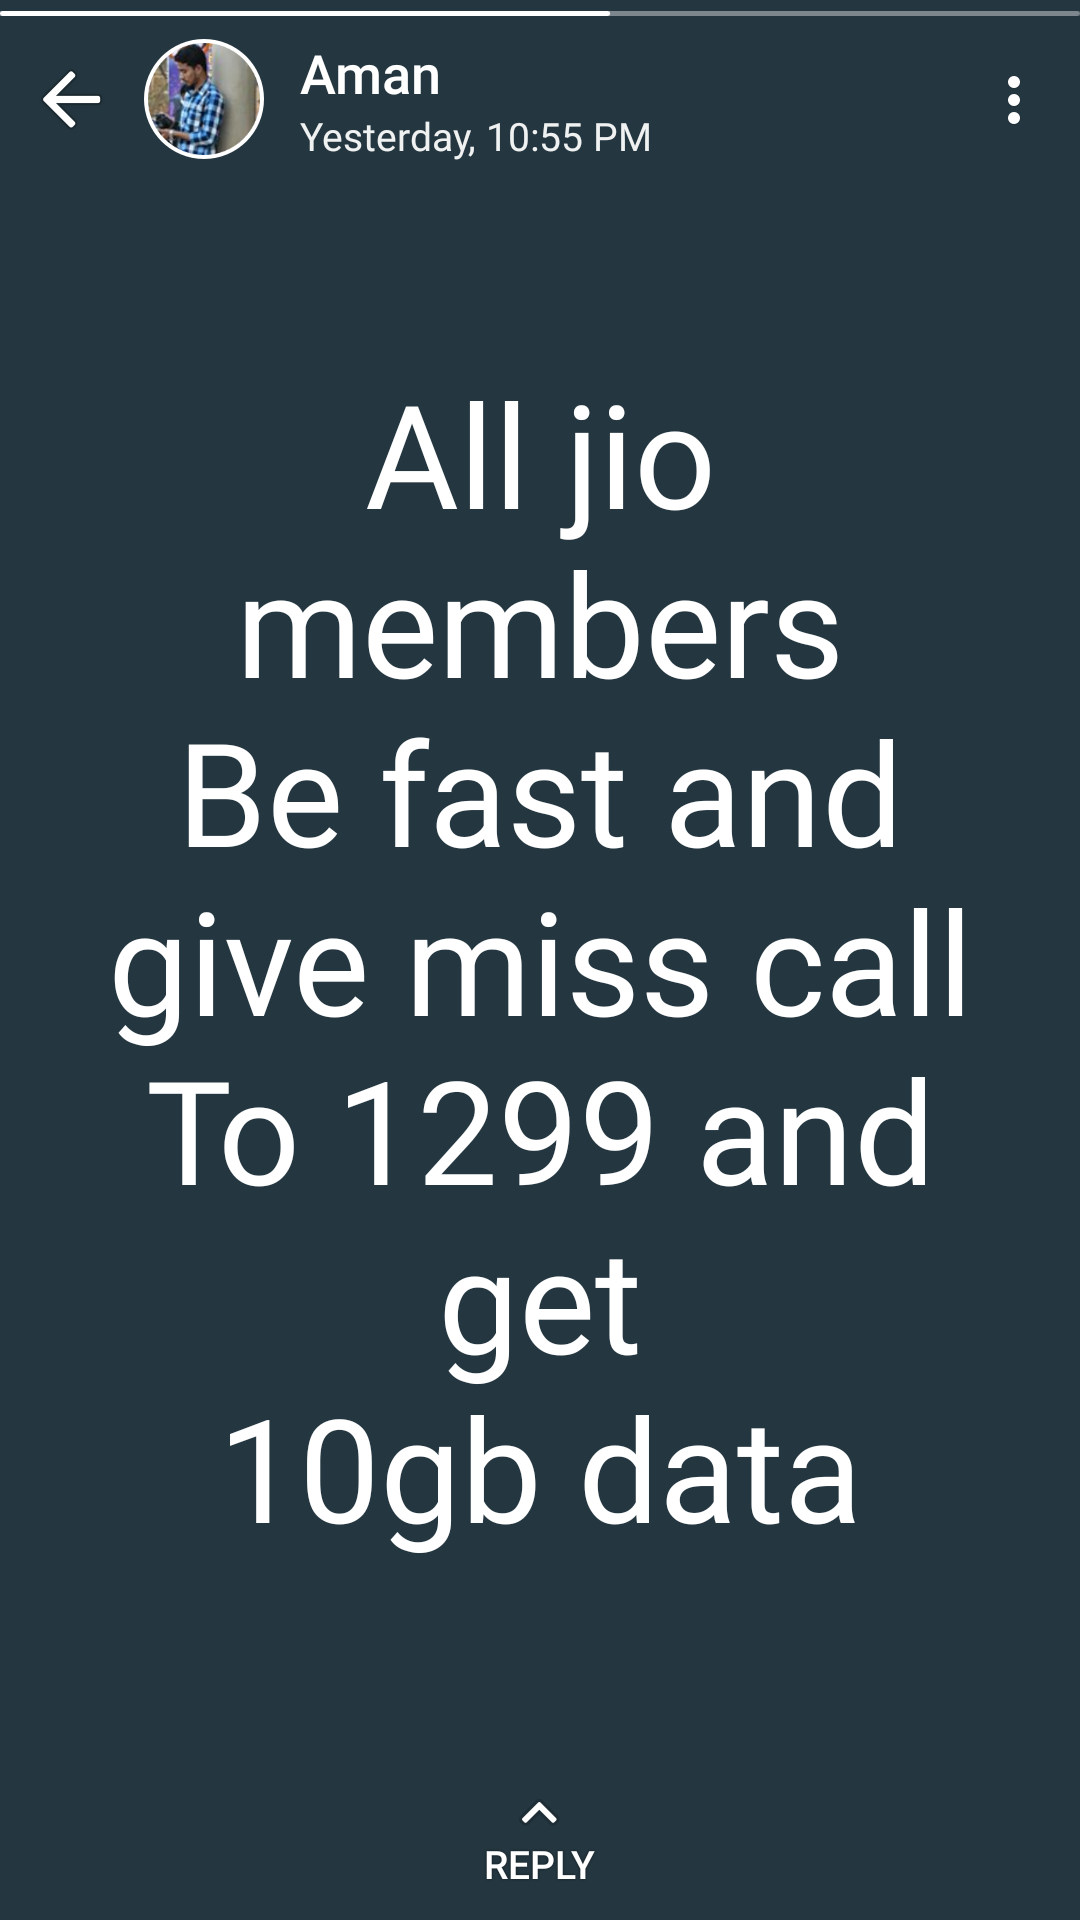 Aman
Yesterday, 10:55 PM
All jio
members
Be fast and
give miss call
To 1299 and
get
10gb data
REPLY